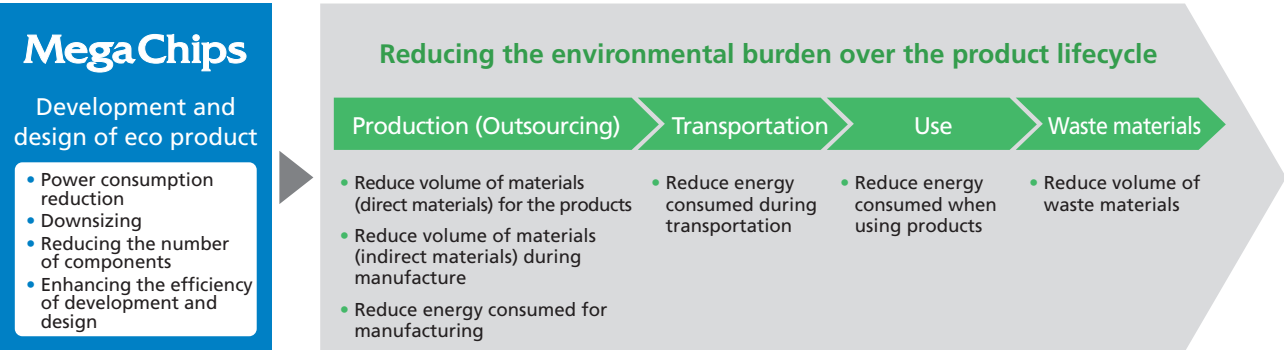 MegaChips
Development and
design of eco product
• Power consumption
reduction
• Downsizing
• Reducing the number
of components
• Enhancing the efficiency
of development and
design
Reducing the environmental burden over the product lifecycle
Production (Outsourcing)
• Reduce volume of materials
(direct materials) for the products
• Reduce volume of materials
(indirect materials) during
manufacture
• Reduce energy consumed for
manufacturing
Transportation
• Reduce energy
consumed during
transportation
Use
• Reduce energy
consumed when
using products
Waste materials
• Reduce volume of
waste materials